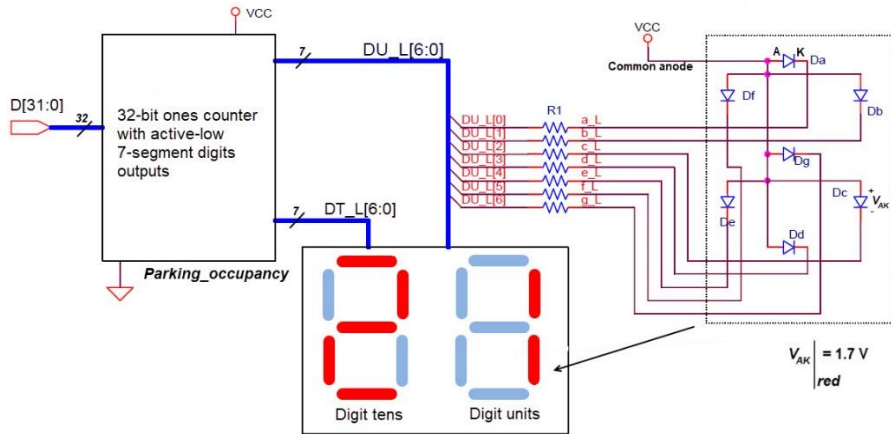 VCC
7
DU_L[6:0]
VCC
Common anode
A
K
Da
Df
Db
D[31:0]
32
32-bit ones counter
with active-low
7-segment digits
outputs
R1
DU_L[0]
a_L
DU_L[1]
b_L
DU_L[2]
c_L
DU_L[3]
d_L
DU_L[4]
e_L
DU_L[5]
f_L
DU_L[6]
g_L
Dg
7
DT_L[6:0]
De
Dc
+
V_AK
-
Dd
Parking_occupancy
Digit tens
Digit units
V_AK | = 1.7 V
red